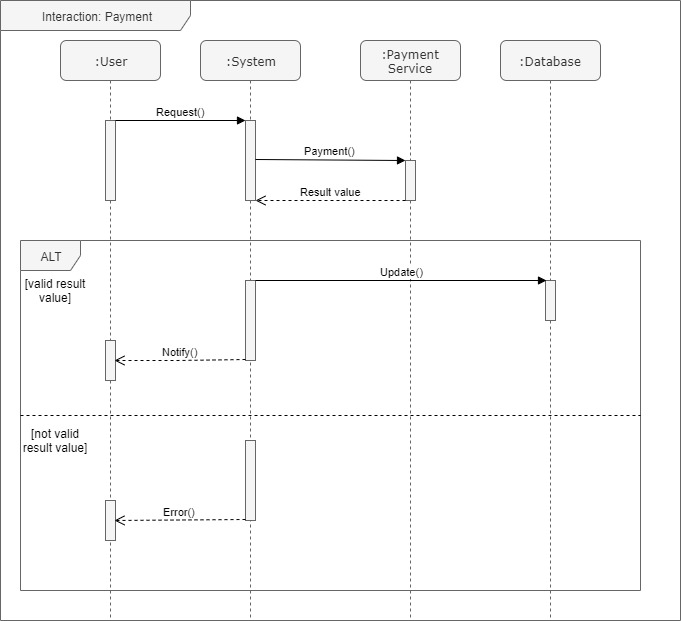 Interaction: Payment
:User
:System
:Payment
Service
:Database
Request()
Payment()
Result value
ALT
[valid result
value]
Update()
Notify()
[not valid
result value]
Error()